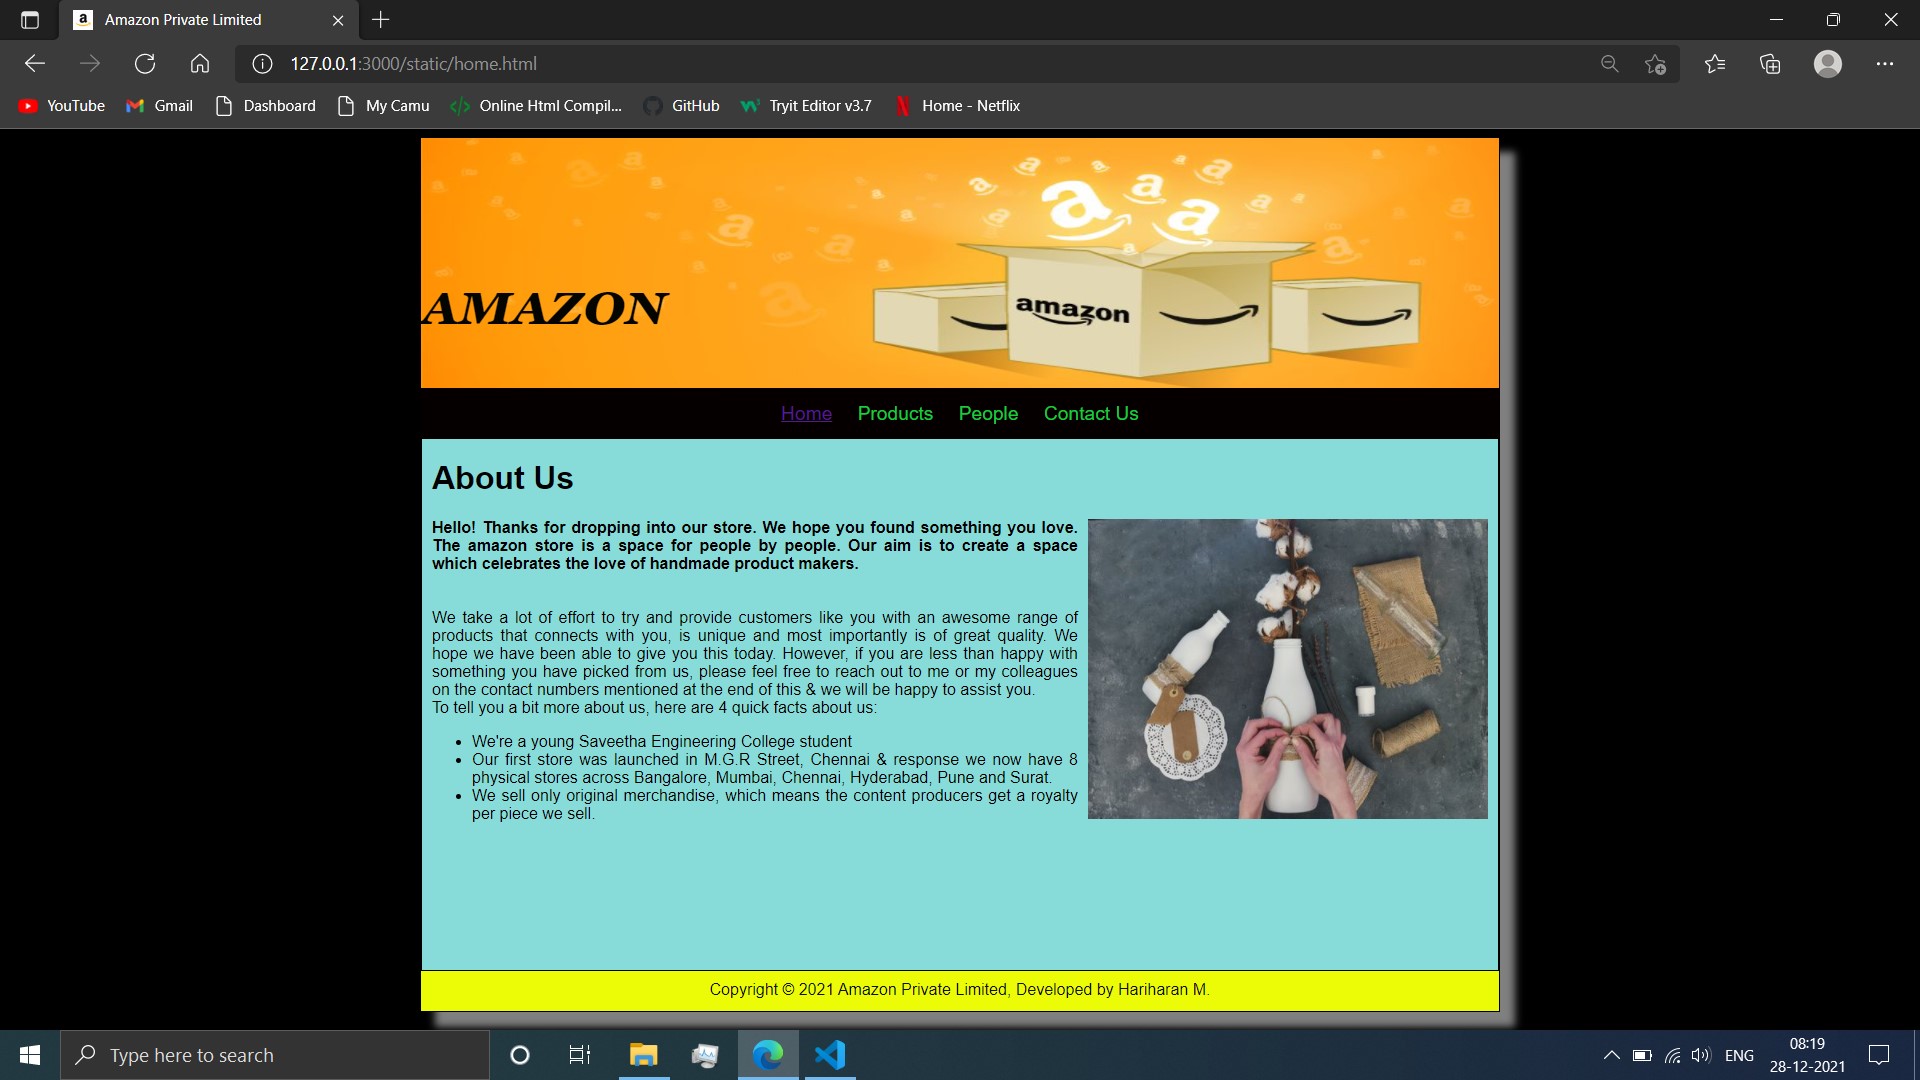 Amazon Private Limited
127.0.0.1:3000/static/home.html
YouTube Gmail Dashboard My Camu Online Html Compil... GitHub Tryit Editor v3.7 Home - Netflix
AMAZON
amazon
Home Products People Contact Us
About Us
Hello! Thanks for dropping into our store. We hope you found something you love.
The amazon store is a space for people by people. Our aim is to create a space
which celebrates the love of handmade product makers.
We take a lot of effort to try and provide customers like you with an awesome range of
products that connects with you, is unique and most importantly is of great quality. We
hope we have been able to give you this today. However, if you are less than happy with
something you have picked from us, please feel free to reach out to me or my colleagues
on the contact numbers mentioned at the end of this & we will be happy to assist you.
To tell you a bit more about us, here are 4 quick facts about us:
• We're a young Saveetha Engineering College student
• Our first store was launched in M.G.R Street, Chennai & response we now have 8
physical stores across Bangalore, Mumbai, Chennai, Hyderabad, Pune and Surat.
• We sell only original merchandise, which means the content producers get a royalty
per piece we sell.
Copyright © 2021 Amazon Private Limited, Developed by Hariharan M.
Type here to search
ENG
08:19
28-12-2021